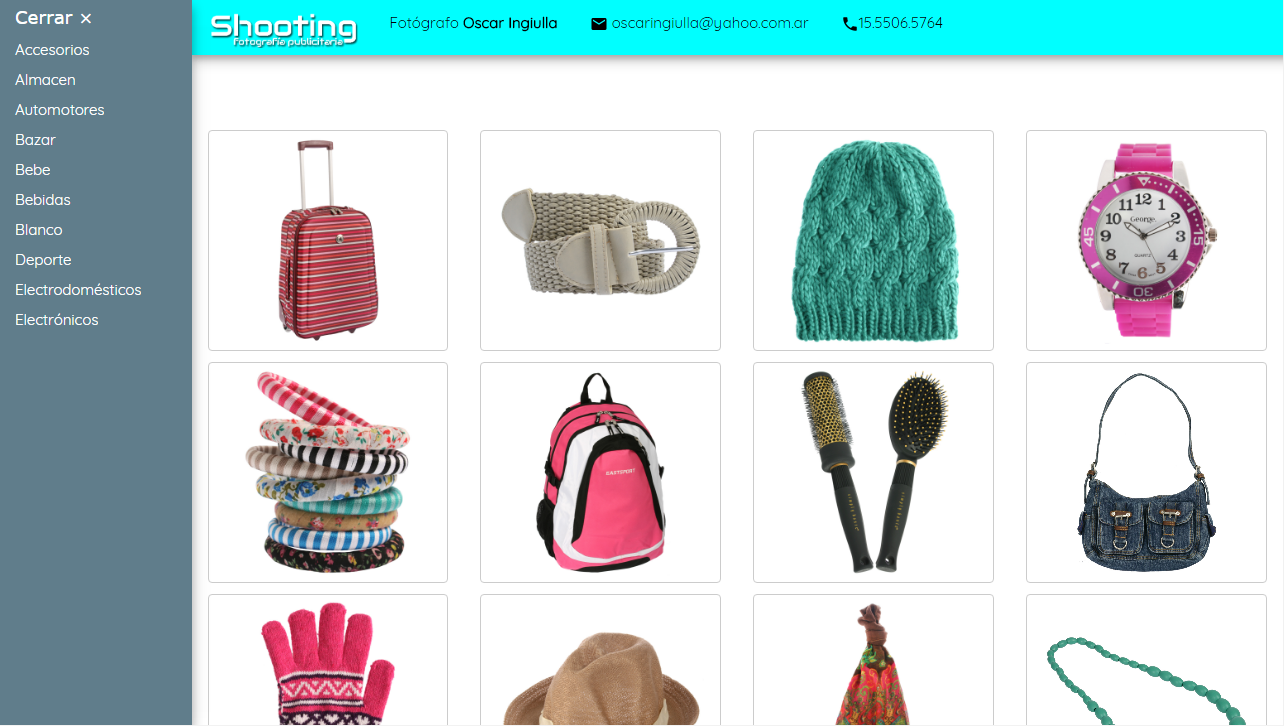 Cerrar ×
Accesorios
Almacen
Automotores
Bazar
Bebe
Bebidas
Blanco
Deporte
Electrodomésticos
Electrónicos
Shooting
fotografía publicitaria
Fotógrafo Oscar Ingiulla
oscaringiulla@yahoo.com.ar
15.5506.5764
11 12 1
10 2
9 3
8 4
7 6 5
George.
QUARTZ
45
15
30